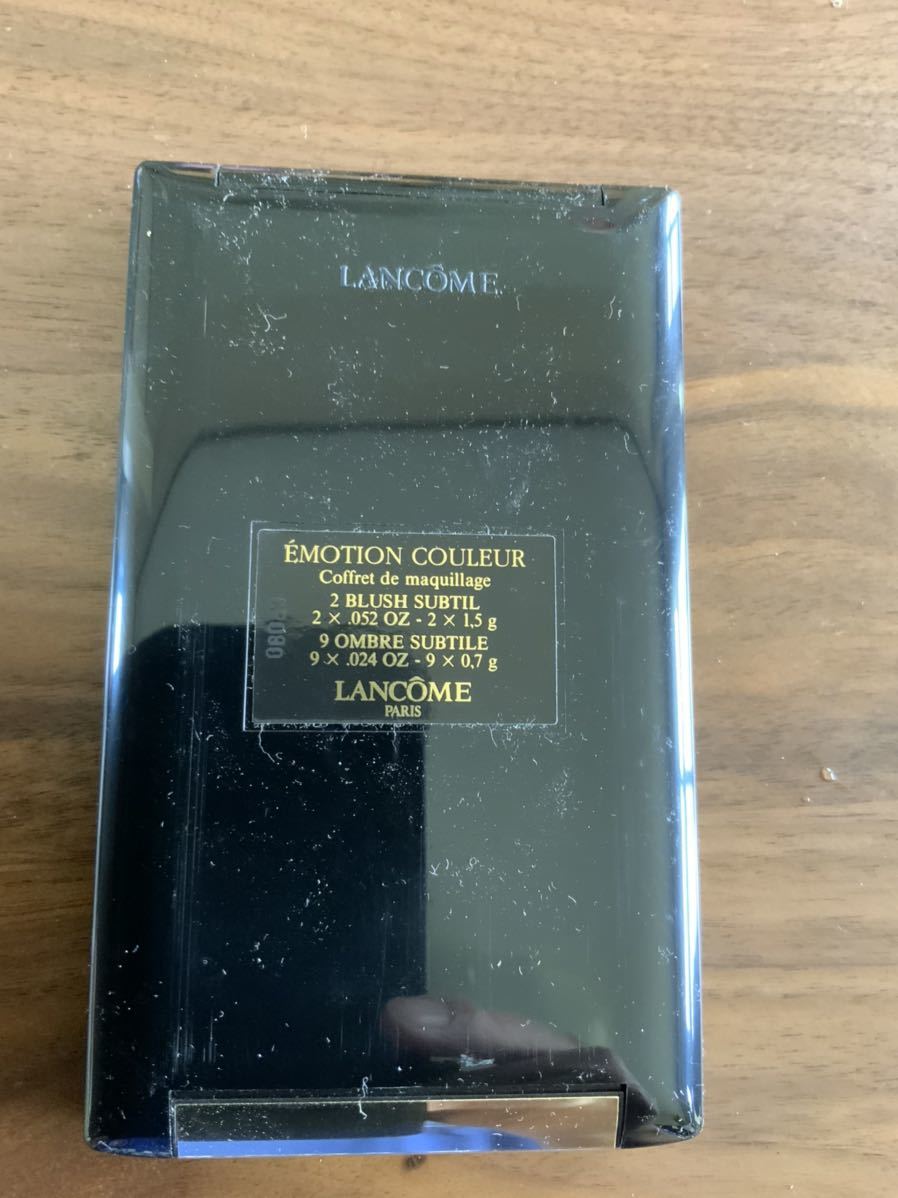 LANCÔME
ÉMOTION COULEUR
Coffret de maquillage
2 BLUSH SUBTIL
2 × .052 OZ - 2 × 1,5 g
9 OMBRE SUBTILE
9 × .024 OZ - 9 × 0,7 g
LANCÔME
PARIS